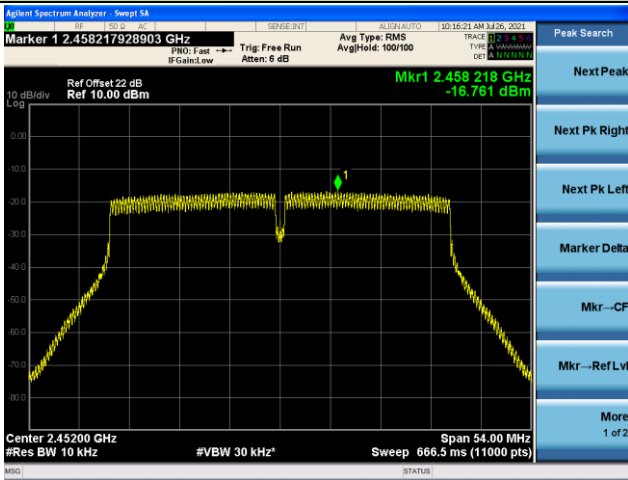 Agilent Spectrum Analyzer - Swept SA
RF 50 Ω AC SENSE:INT ALIGN AUTO 10:16:21 AM Jul 26, 2021
Marker 1 2.458217928903 GHz
PNO: Fast
IFGain:Low
Trig: Free Run
Atten: 6 dB
Avg Type: RMS
Avg|Hold: 100/100
TRACE 1 2 3 4 5 6
TYPE A WWWWW
DET A N N N N N
Peak Search
Ref Offset 22 dB
10 dB/div Ref 10.00 dBm
Log
Mkr1 2.458 218 GHz
-16.761 dBm
0.00
-10.0
-20.0
-30.0
-40.0
-50.0
-60.0
-70.0
-80.0
1
Center 2.45200 GHz
Span 54.00 MHz
#Res BW 10 kHz
#VBW 30 kHz*
Sweep 666.5 ms (11000 pts)
MSG
STATUS
Next Peak
Next Pk Right
Next Pk Left
Marker Delta
Mkr→CF
Mkr→Ref Lvl
More
1 of 2